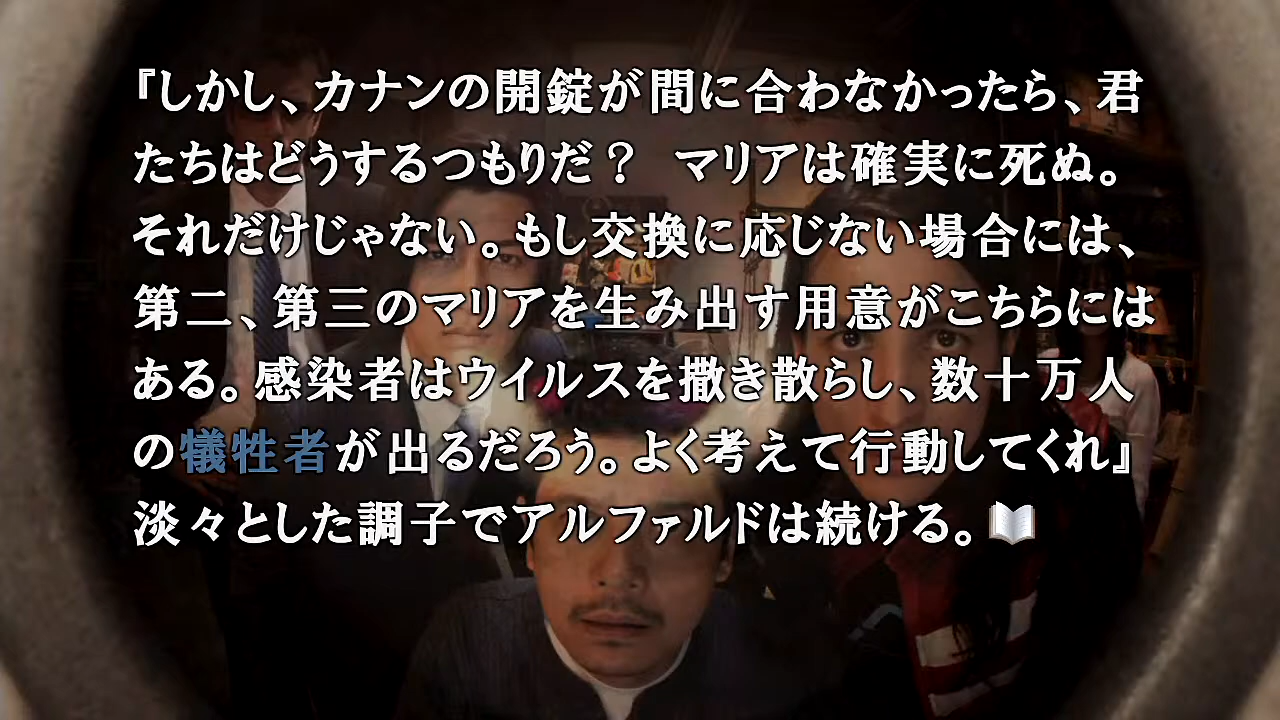 『しかし、カナンの開錠が間に合わなかったら、君
たちはどうするつもりだ？　マリアは確実に死ぬ。
それだけじゃない。もし交換に応じない場合には、
第二、第三のマリアを生み出す用意がこちらには
ある。感染者はウイルスを撒き散らし、数十万人
の犠牲者が出るだろう。よく考えて行動してくれ』
淡々とした調子でアルファルドは続ける。